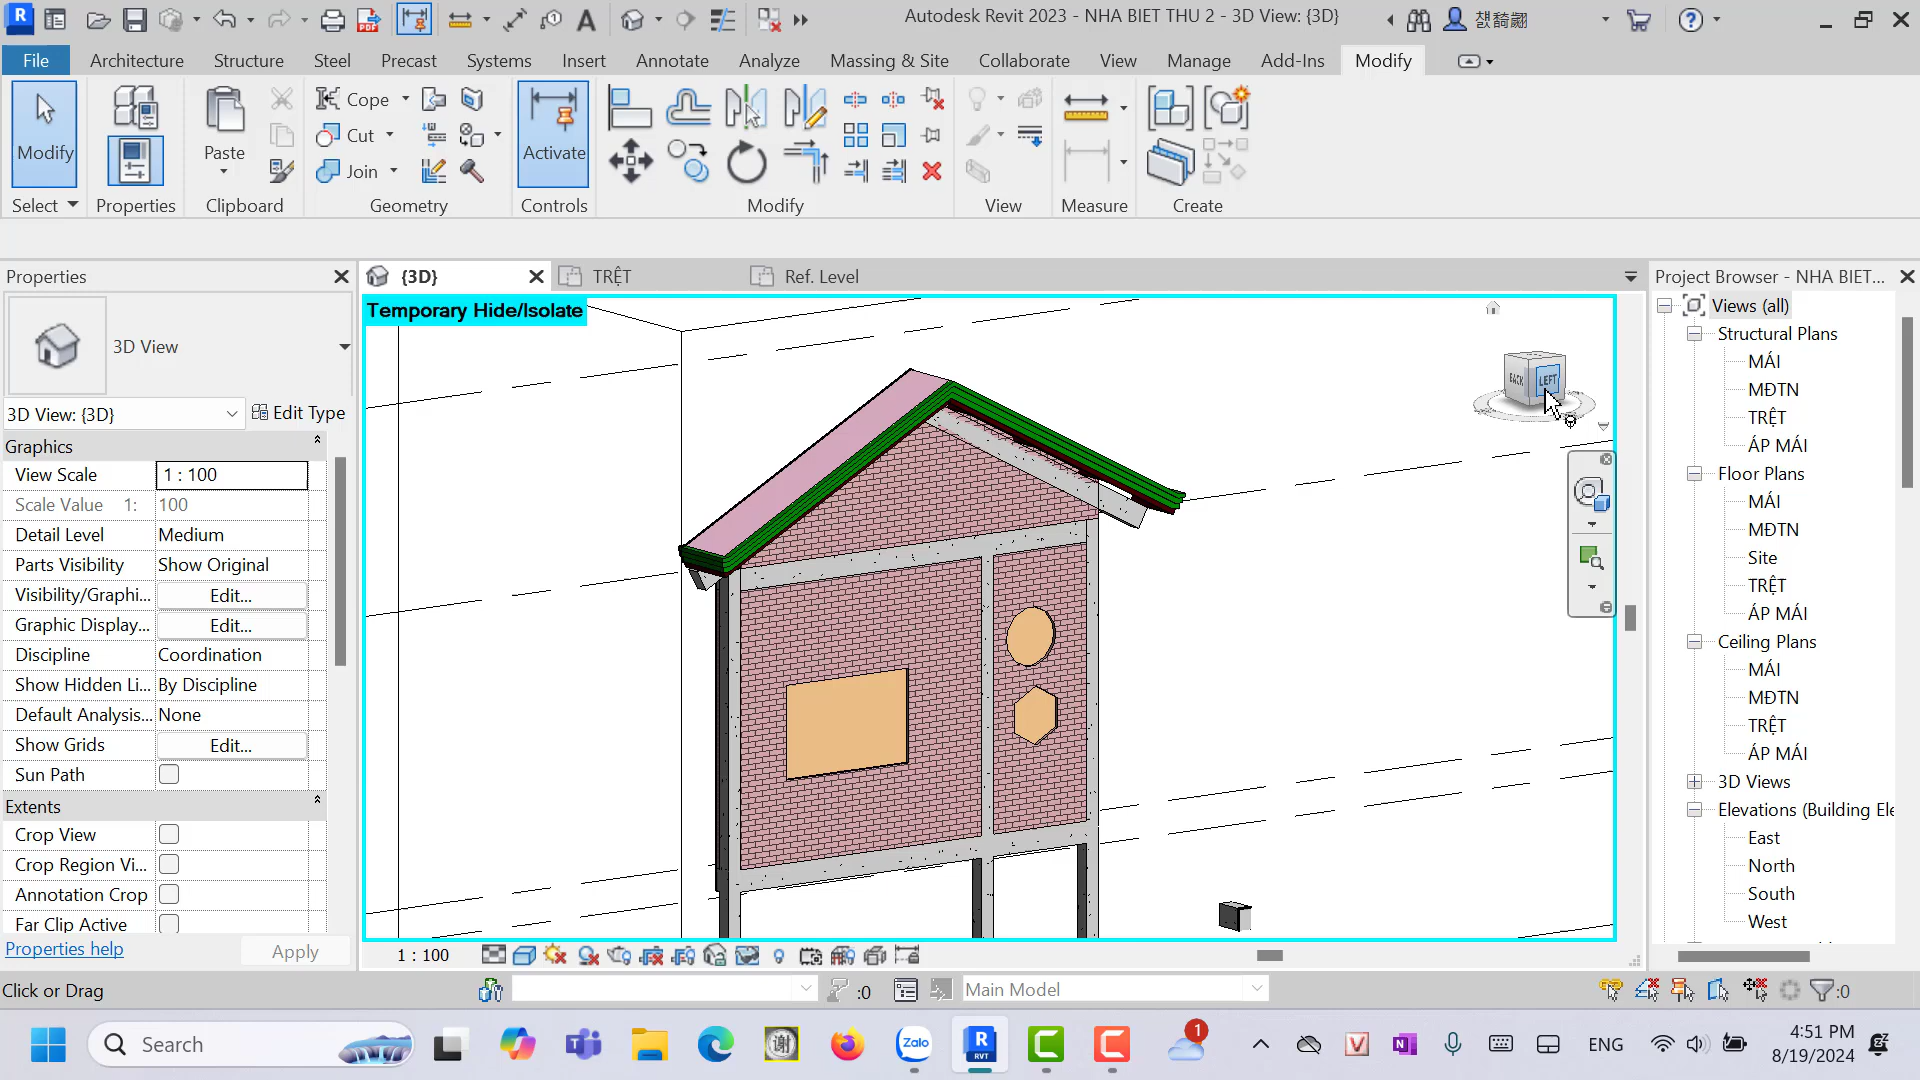 Autodesk Revit 2023 - NHA BIET THU 2 - 3D View: {3D}
File Architecture Structure Steel Precast Systems Insert Annotate Analyze Massing & Site Collaborate View Manage Add-Ins Modify
Modify
Paste
Cope
Cut
Join
Activate
Select Properties Clipboard Geometry Controls Modify View Measure Create
Properties
{3D} TRỆT Ref. Level
Project Browser - NHA BIET...
Temporary Hide/Isolate
3D View
3D View: {3D} Edit Type
Graphics
View Scale 1 : 100
Scale Value 1: 100
Detail Level Medium
Parts Visibility Show Original
Visibility/Graphi... Edit...
Graphic Display... Edit...
Discipline Coordination
Show Hidden Li... By Discipline
Default Analysis... None
Show Grids Edit...
Sun Path
Extents
Crop View
Crop Region Vi...
Annotation Crop
Far Clip Active
Properties help Apply
BACK LEFT
Views (all)
Structural Plans
MÁI
MĐTN
TRỆT
ÁP MÁI
Floor Plans
MÁI
MĐTN
Site
TRỆT
ÁP MÁI
Ceiling Plans
MÁI
MĐTN
TRỆT
ÁP MÁI
3D Views
Elevations (Building Ele
East
North
South
West
1 : 100
Click or Drag :0 Main Model :0
Search
Zalo
RVT
1
ENG
4:51 PM
8/19/2024